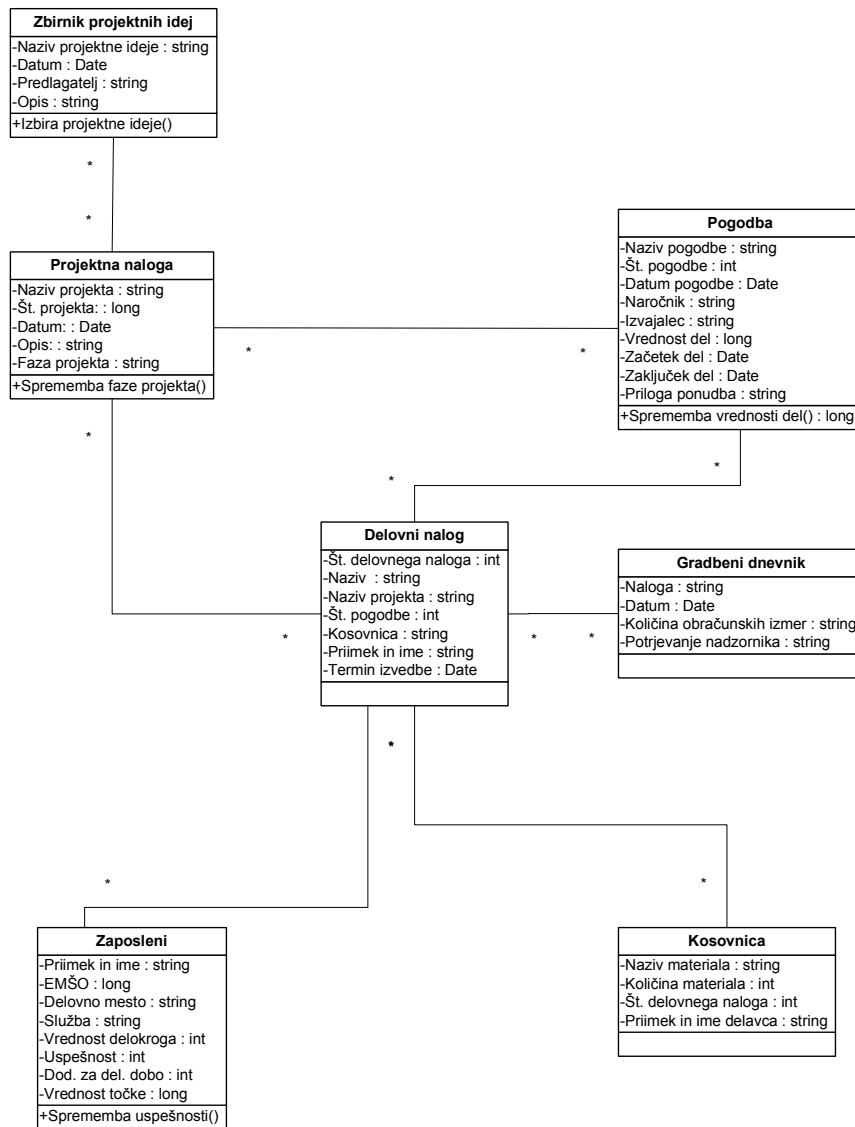 Zbirnik projektnih idej
-Naziv projektne ideje : string
-Datum : Date
-Predlagatelj : string
-Opis : string
+Izbira projektne ideje()
*
*
Projektna naloga
-Naziv projekta : string
-Št. projekta: : long
-Datum: : Date
-Opis: : string
-Faza projekta : string
+Sprememba faze projekta()
*
*
*
Pogodba
-Naziv pogodbe : string
-Št. pogodbe : int
-Datum pogodbe : Date
-Naročnik : string
-Izvajalec : string
-Vrednost del : long
-Začetek del : Date
-Zaključek del : Date
-Priloga ponudba : string
+Sprememba vrednosti del() : long
*
*
Delovni nalog
-Št. delovnega naloga : int
-Naziv : string
-Naziv projekta : string
-Št. pogodbe : int
-Kosovnica : string
-Priimek in ime : string
-Termin izvedbe : Date
*
*
*
*
Gradbeni dnevnik
-Naloga : string
-Datum : Date
-Količina obračunskih izmer : string
-Potrjevanje nadzornika : string
*
*
Zaposleni
-Priimek in ime : string
-EMŠO : long
-Delovno mesto : string
-Služba : string
-Vrednost delokroga : int
-Uspešnost : int
-Dod. za del. dobo : int
-Vrednost točke : long
+Sprememba uspešnosti()
Kosovnica
-Naziv materiala : string
-Količina materiala : int
-Št. delovnega naloga : int
-Priimek in ime delavca : string